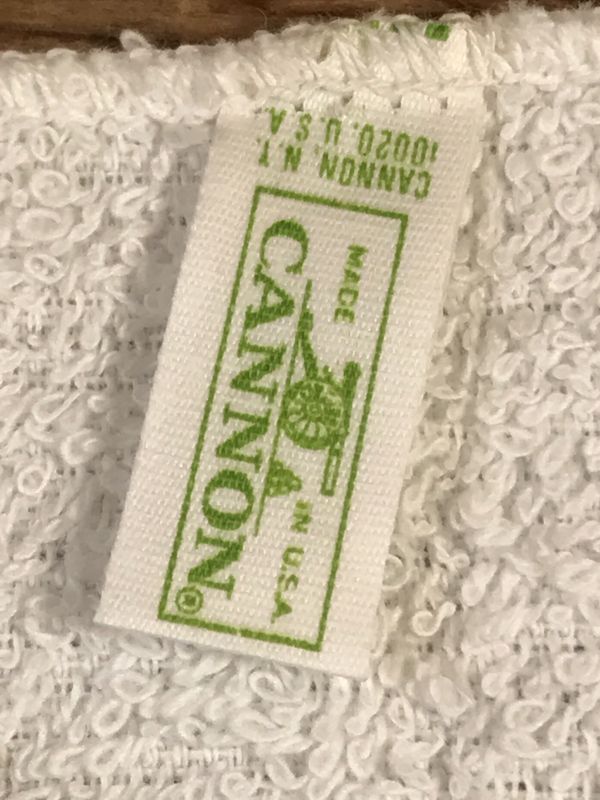 CANNON, N.Y.
10020, U.S.A.
MADE IN U.S.A.
CANNON®